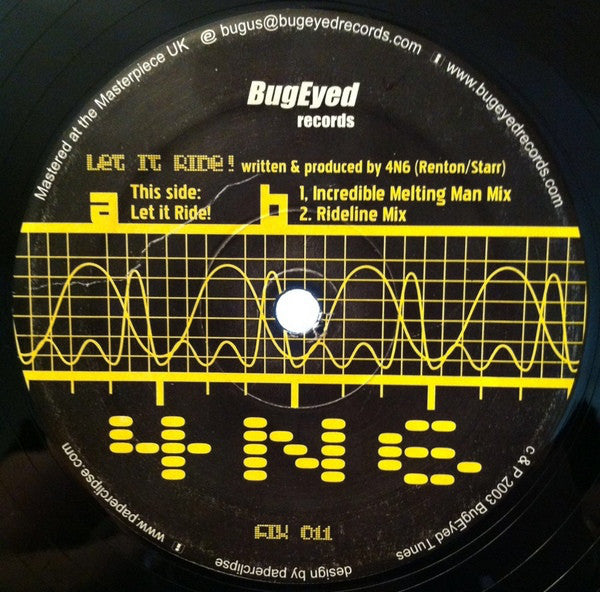 Mastered at the Masterpiece UK
e bugus@bugeyedrecords.com
www.bugeyedrecords.com
BugEyed
records
Let it Ride! written & produced by 4N6 (Renton/Starr)
a This side:
Let it Ride!
b 1, Incredible Melting Man Mix
2. Rideline Mix
4N6
011
www.paperclipse.com
design by paperclipse
c & P 2003 BugEyed Tunes